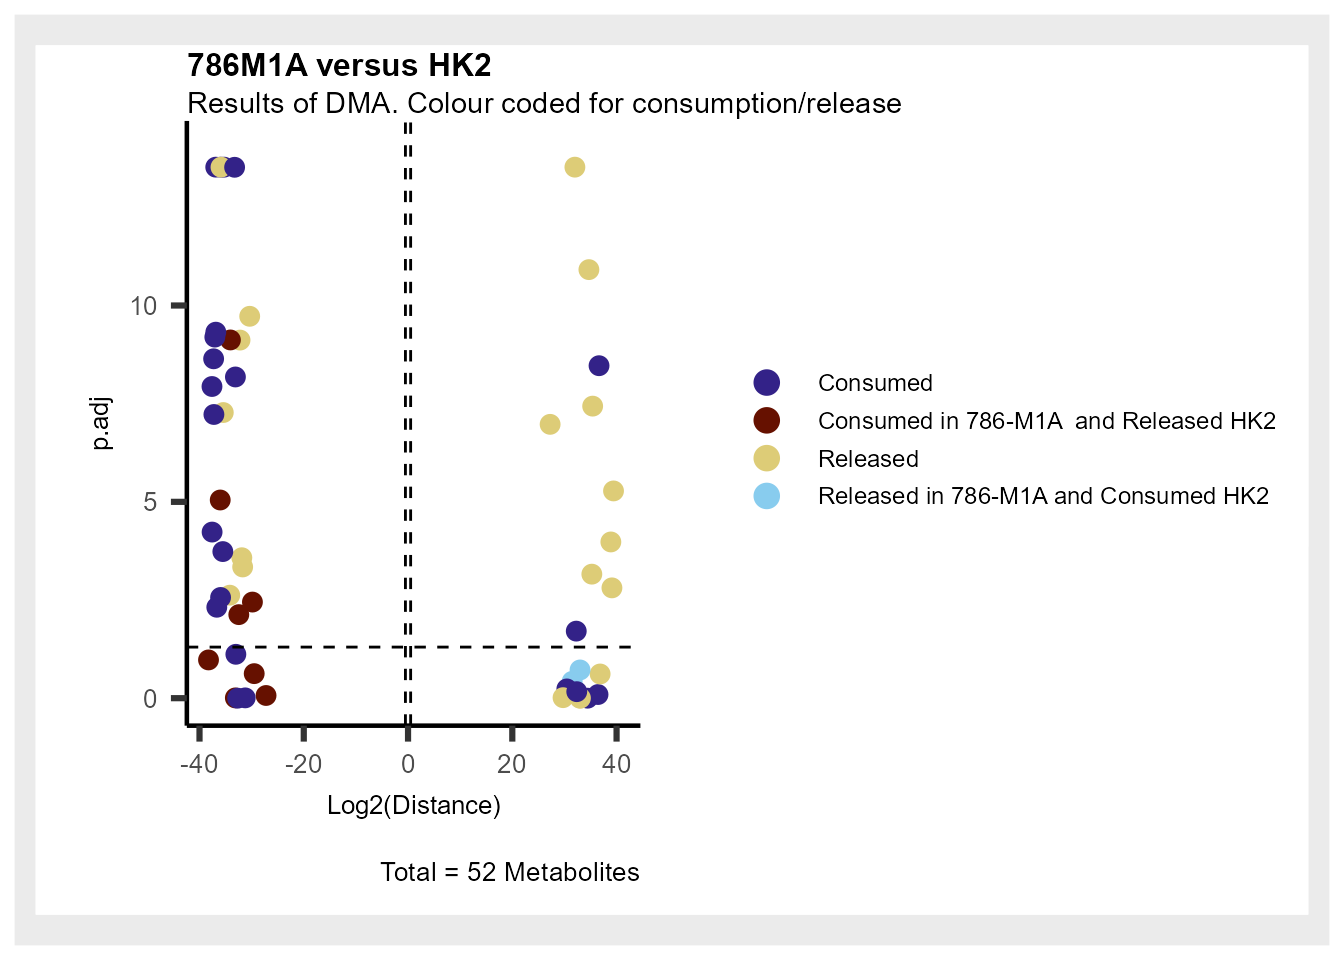 786M1A versus HK2
Results of DMA. Colour coded for consumption/release
p.adj
10
5
0
-40 -20 0 20 40
Log2(Distance)
Total = 52 Metabolites
Consumed
Consumed in 786-M1A  and Released HK2
Released
Released in 786-M1A and Consumed HK2